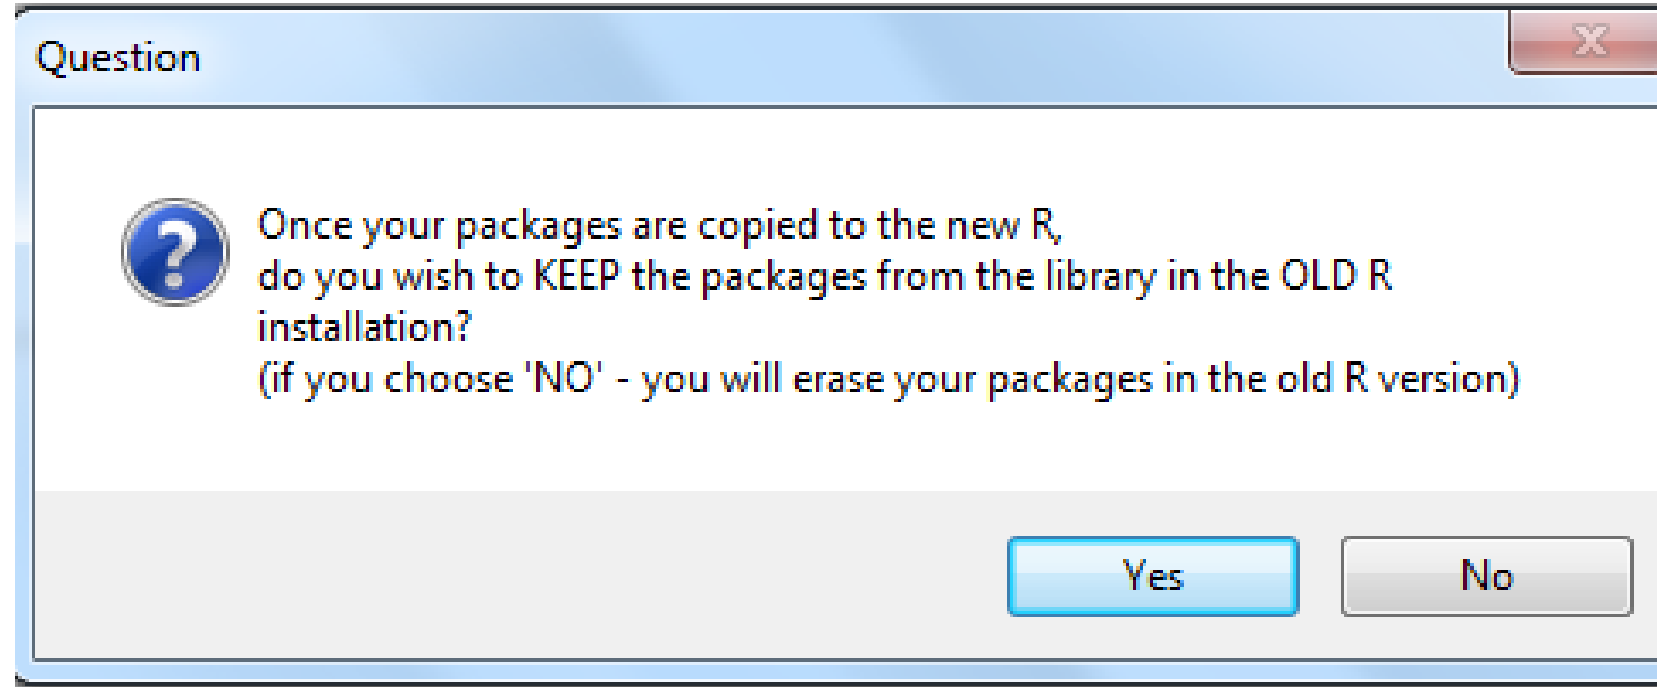 Question
Once your packages are copied to the new R,
do you wish to KEEP the packages from the library in the OLD R
installation?
(if you choose 'NO' - you will erase your packages in the old R version)
Yes No